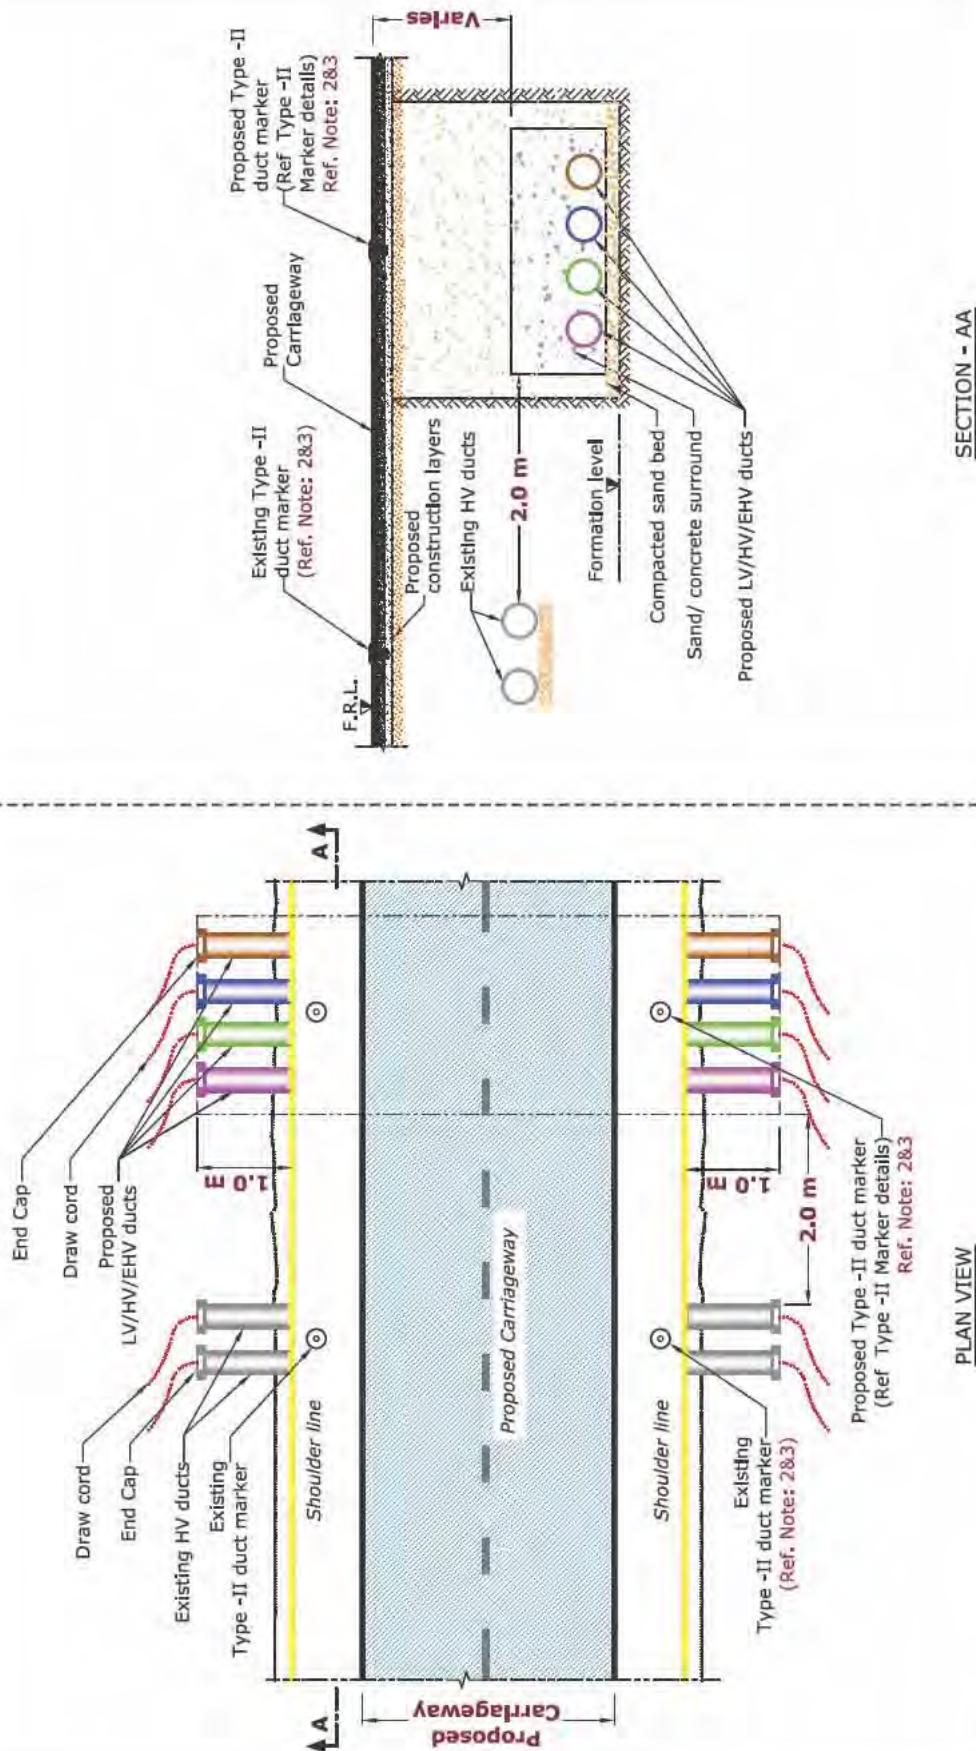 Draw cord
End Cap
Existing HV ducts
Existing
Type -II duct marker
End Cap
Draw cord
Proposed
LV/HV/EHV ducts
1.0 m
A
A
Shoulder line
Proposed
Carriageway
Proposed Carriageway
Shoulder line
1.0 m
2.0 m
Existing
Type -II duct marker
(Ref. Note: 2&3)
Proposed Type -II duct marker
(Ref Type -II Marker details)
Ref. Note: 2&3
PLAN VIEW
Existing Type -II
duct marker
(Ref. Note: 2&3)
Proposed
Carriageway
Proposed Type -II
duct marker
(Ref Type -II
Marker details)
Ref. Note: 2&3
F.R.L.
Varies
Proposed
construction layers
Existing HV ducts
2.0 m
Formation level
Compacted sand bed
Sand/ concrete surround
Proposed LV/HV/EHV ducts
SECTION - AA